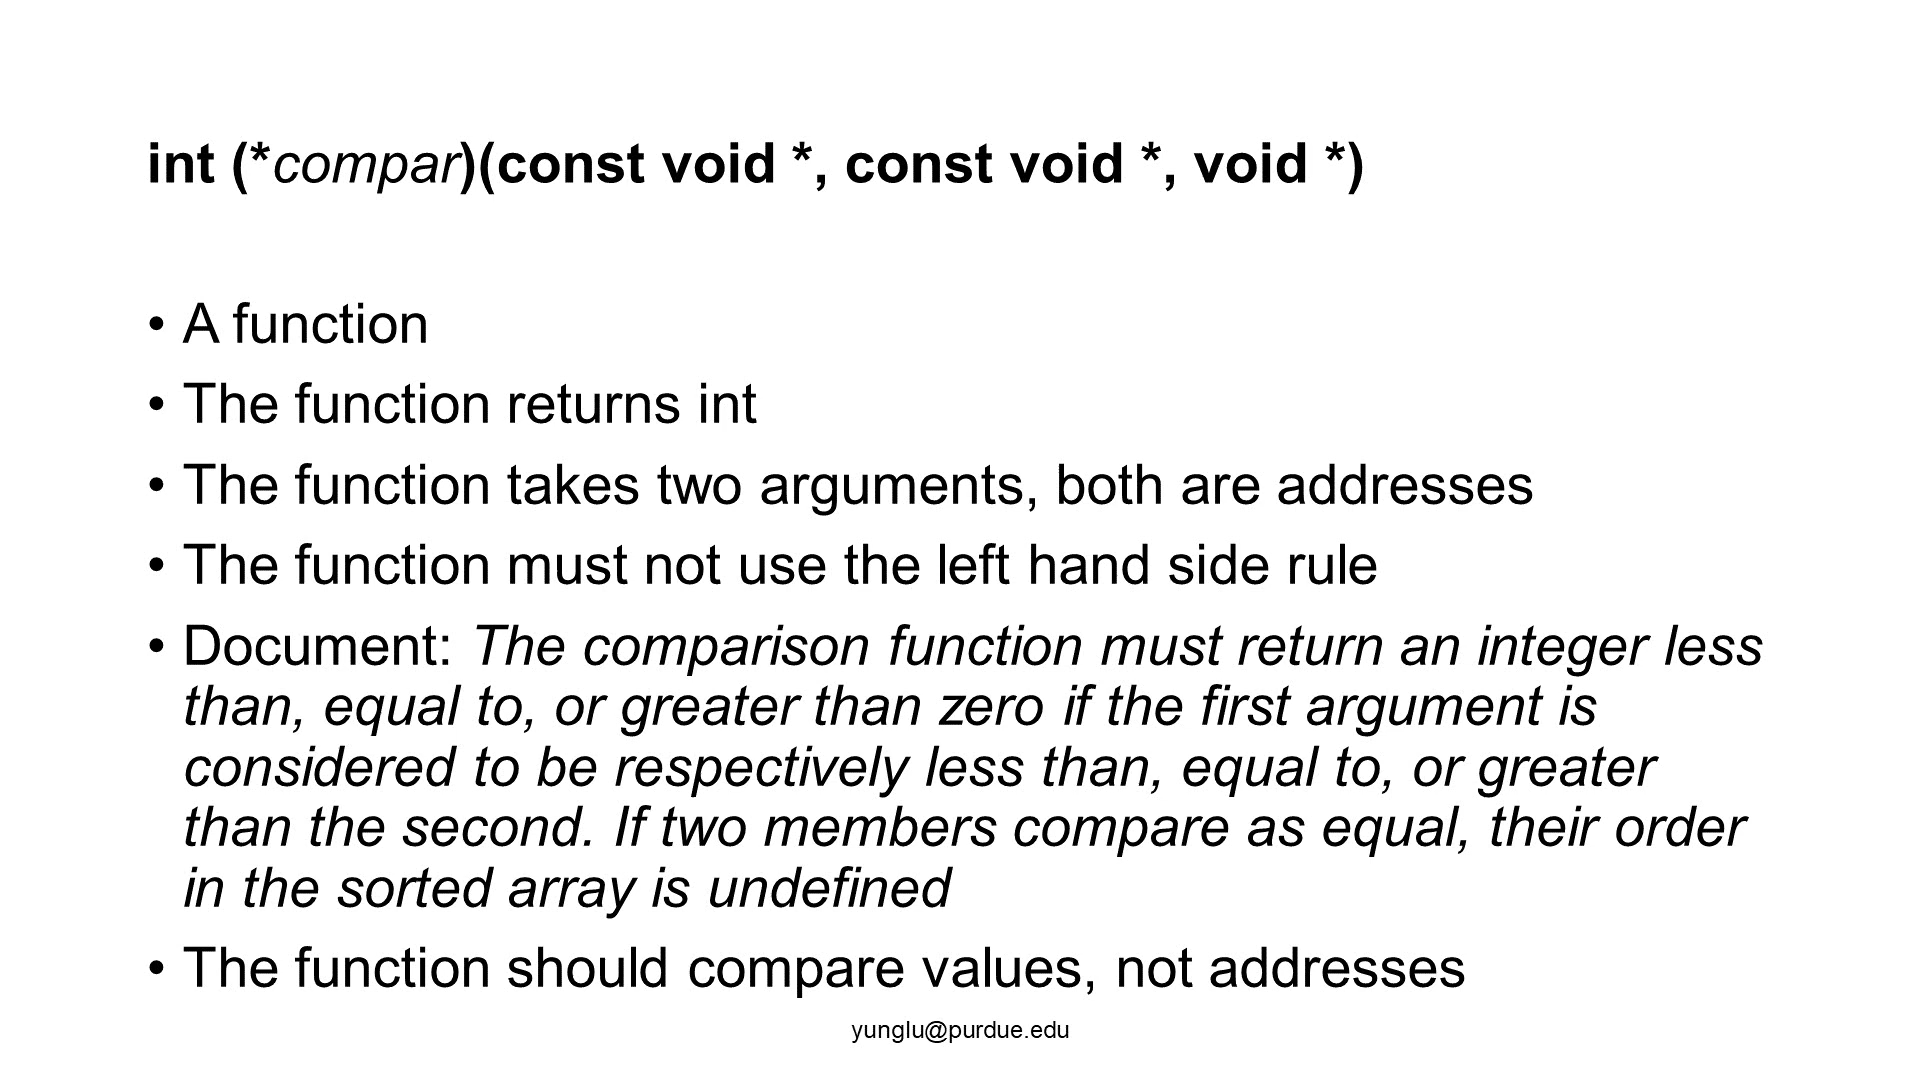 int (*compar)(const void *, const void *, void *)
• A function
• The function returns int
• The function takes two arguments, both are addresses
• The function must not use the left hand side rule
• Document: The comparison function must return an integer less
than, equal to, or greater than zero if the first argument is
considered to be respectively less than, equal to, or greater
than the second. If two members compare as equal, their order
in the sorted array is undefined
• The function should compare values, not addresses
yunglu@purdue.edu